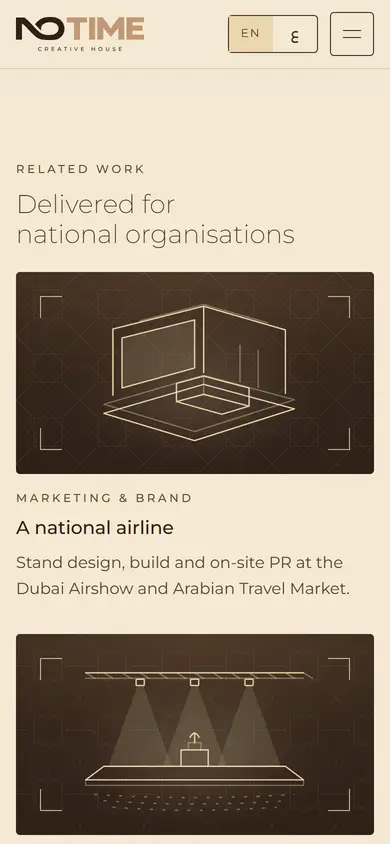 NOTIME
CREATIVE HOUSE
EN
ع
RELATED WORK
Delivered for
national organisations
MARKETING & BRAND
A national airline
Stand design, build and on-site PR at the
Dubai Airshow and Arabian Travel Market.